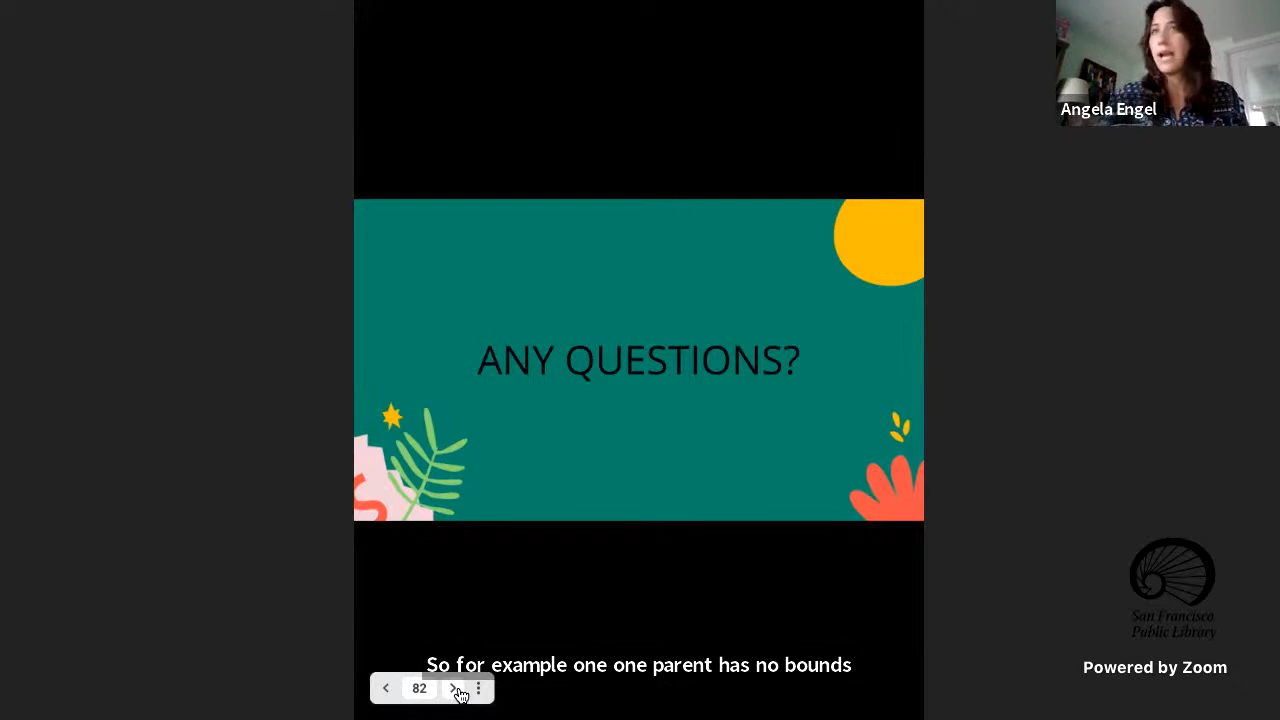 Angela Engel
ANY QUESTIONS?
S
San Francisco
Public Library
So for example one one parent has no bounds
82
Powered by Zoom